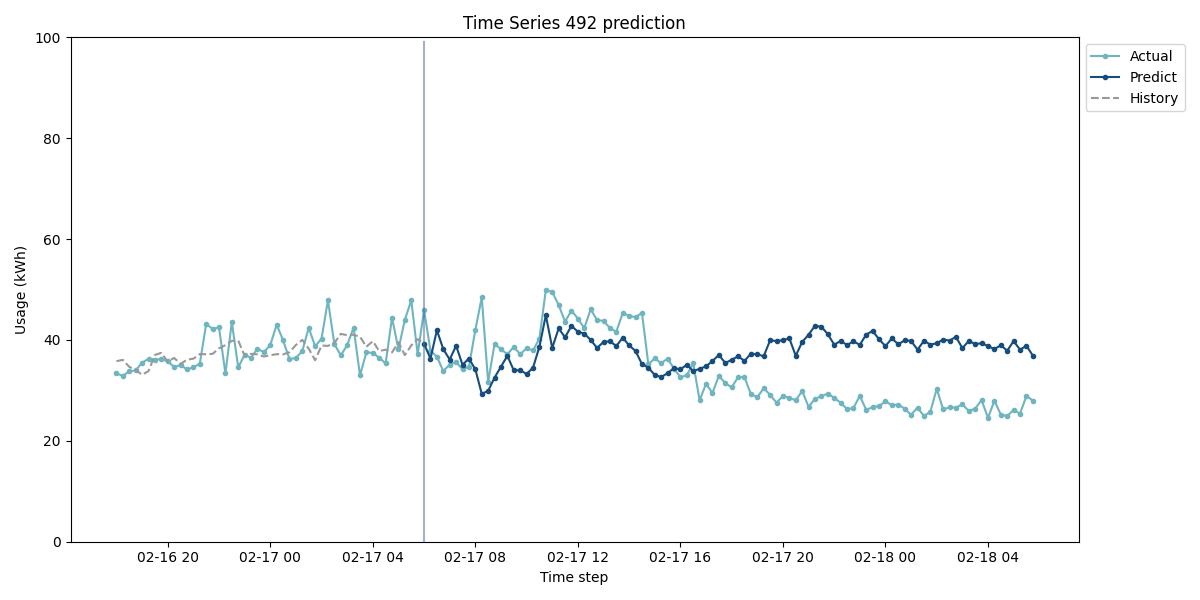 Time Series 492 prediction
100
80
60
40
20
0
Usage (kWh)
02-16 20
02-17 00
02-17 04
02-17 08
02-17 12
02-17 16
02-17 20
02-18 00
02-18 04
Time step
Actual
Predict
History